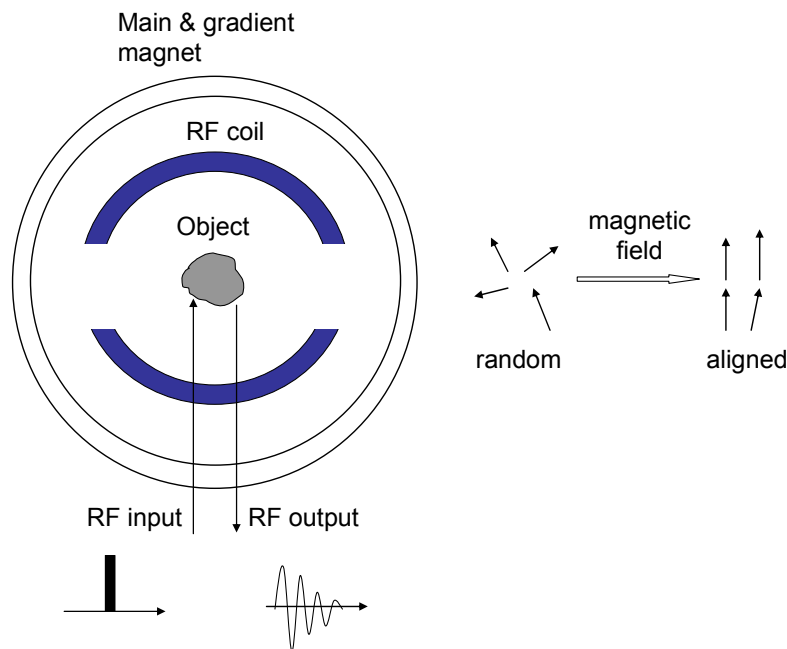 Main & gradient
magnet
RF coil
Object
magnetic
field
random
aligned
RF input
RF output